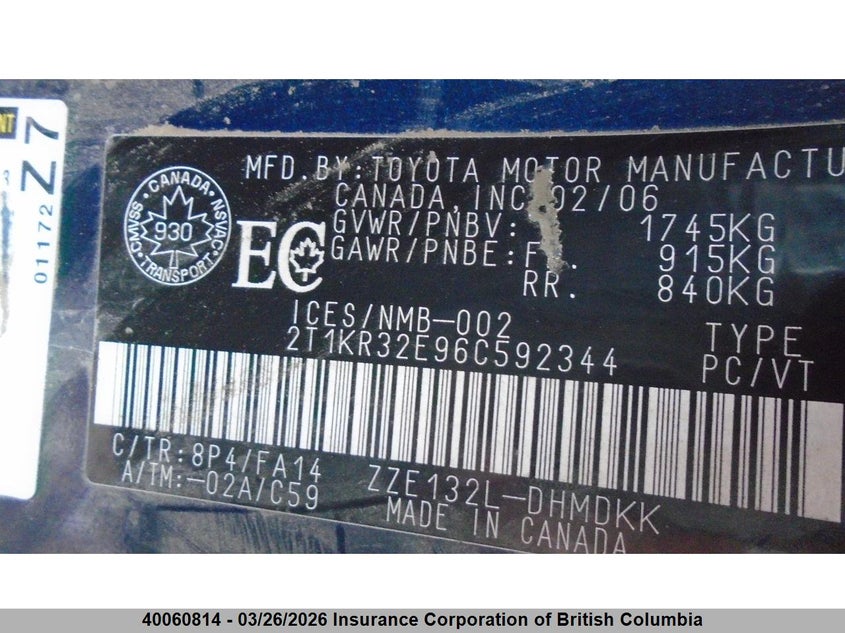 MFD.BY:TOYOTA MOTOR MANUFACTU
CANADA,INC. 02/06
GVWR/PNBV: 1745KG
GAWR/PNBE:F . 915KG
RR. 840KG
CMVSS · CANADA · NSVAC
930
TRANSPORT
EC
ICES/NMB-002
2T1KR32E96C592344
TYPE
PC/VT
C/TR:8P4/FA14
A/TM:-02A/C59
ZZE132L-DHMDKK
MADE IN CANADA
NT
Z7
01172
40060814 - 03/26/2026 Insurance Corporation of British Columbia